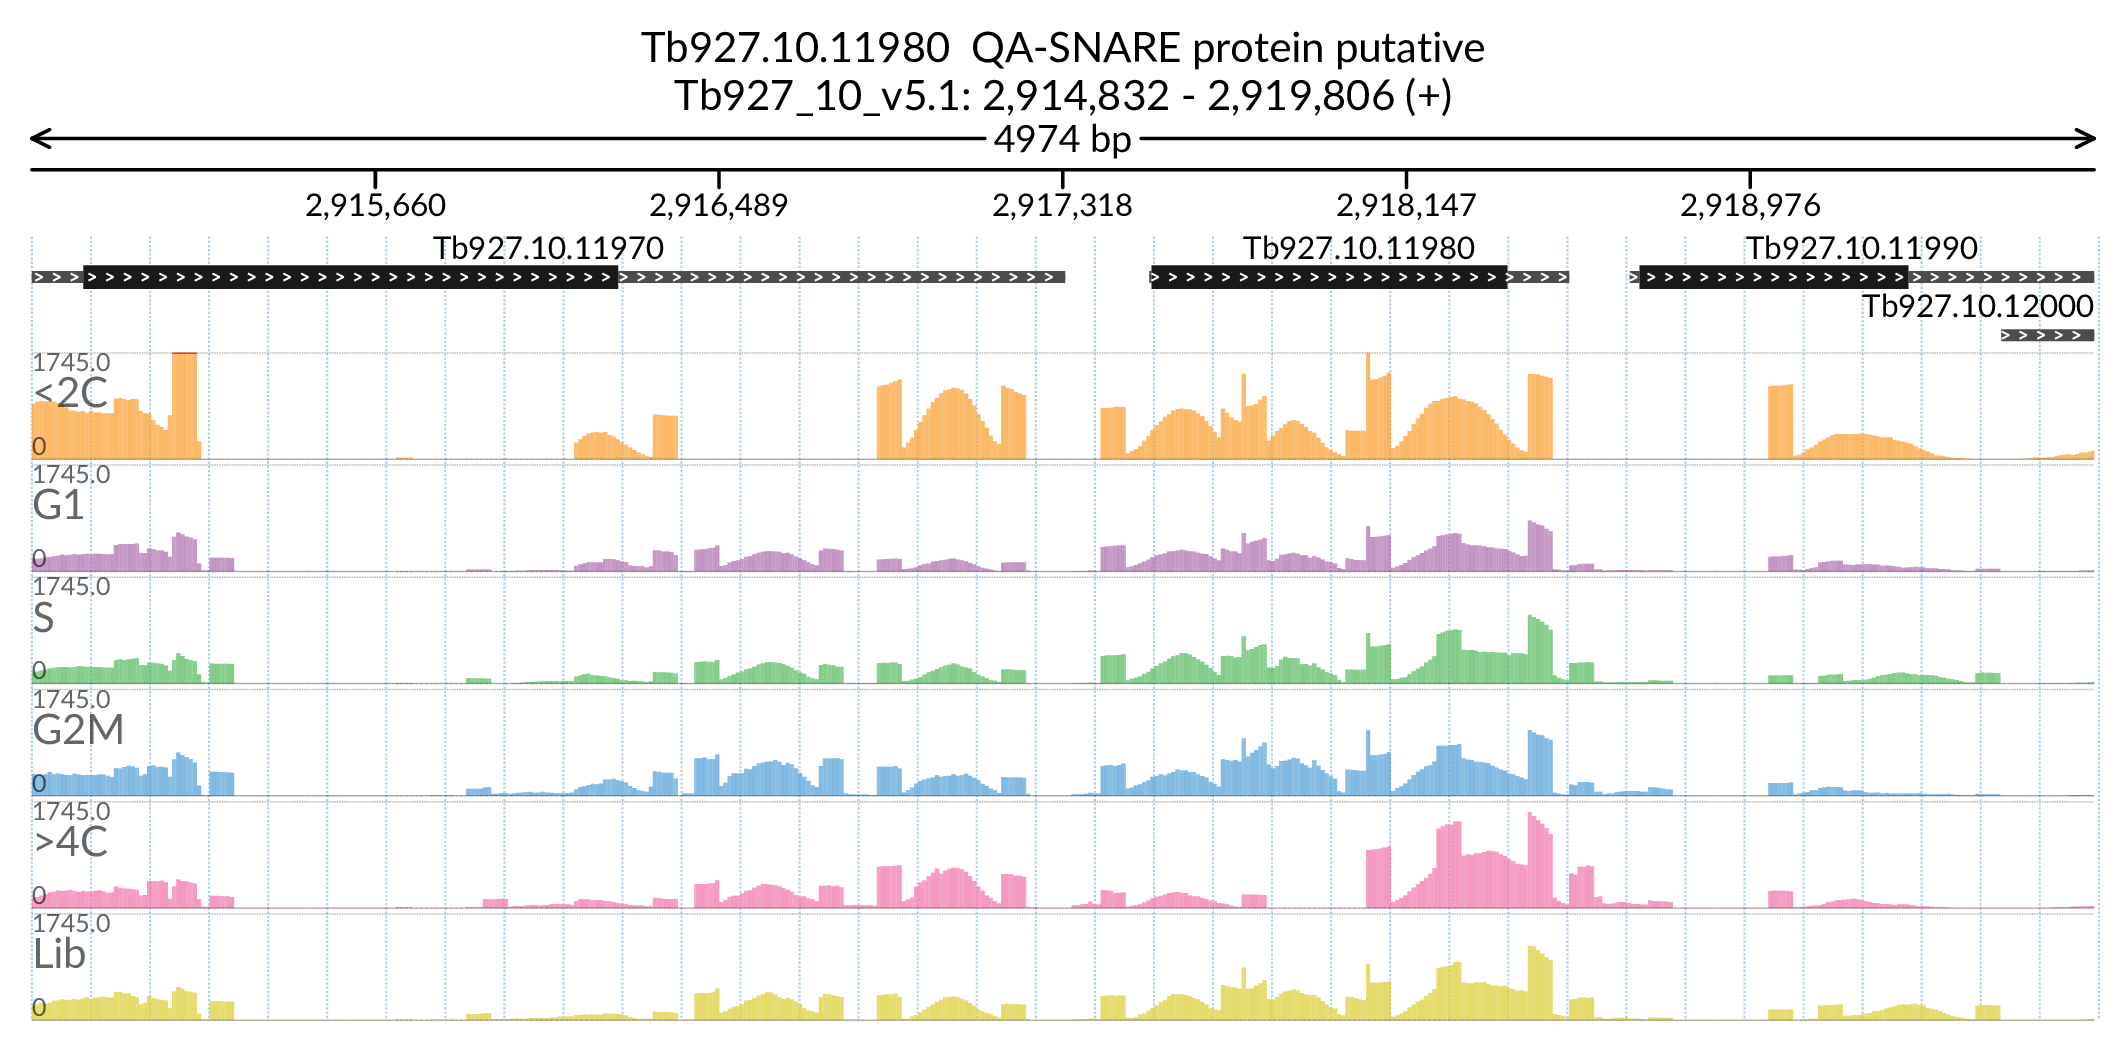 Tb927.10.11980  QA-SNARE protein putative
Tb927_10_v5.1: 2,914,832 - 2,919,806 (+)
4974 bp
2,915,660 2,916,489 2,917,318 2,918,147 2,918,976
Tb927.10.11970 Tb927.10.11980 Tb927.10.11990
Tb927.10.12000
1745.0
<2C
0
1745.0
G1
0
1745.0
S
0
1745.0
G2M
0
1745.0
>4C
0
1745.0
Lib
0